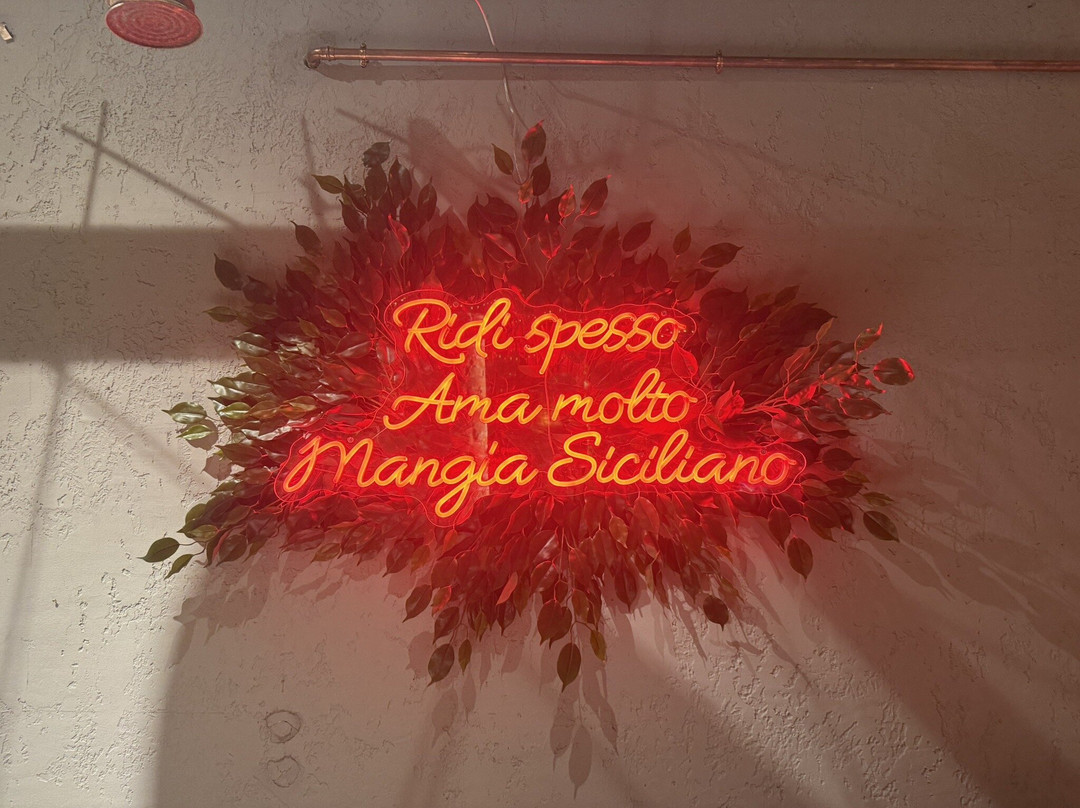 Ridi spesso
Ama molto
Mangia Siciliano